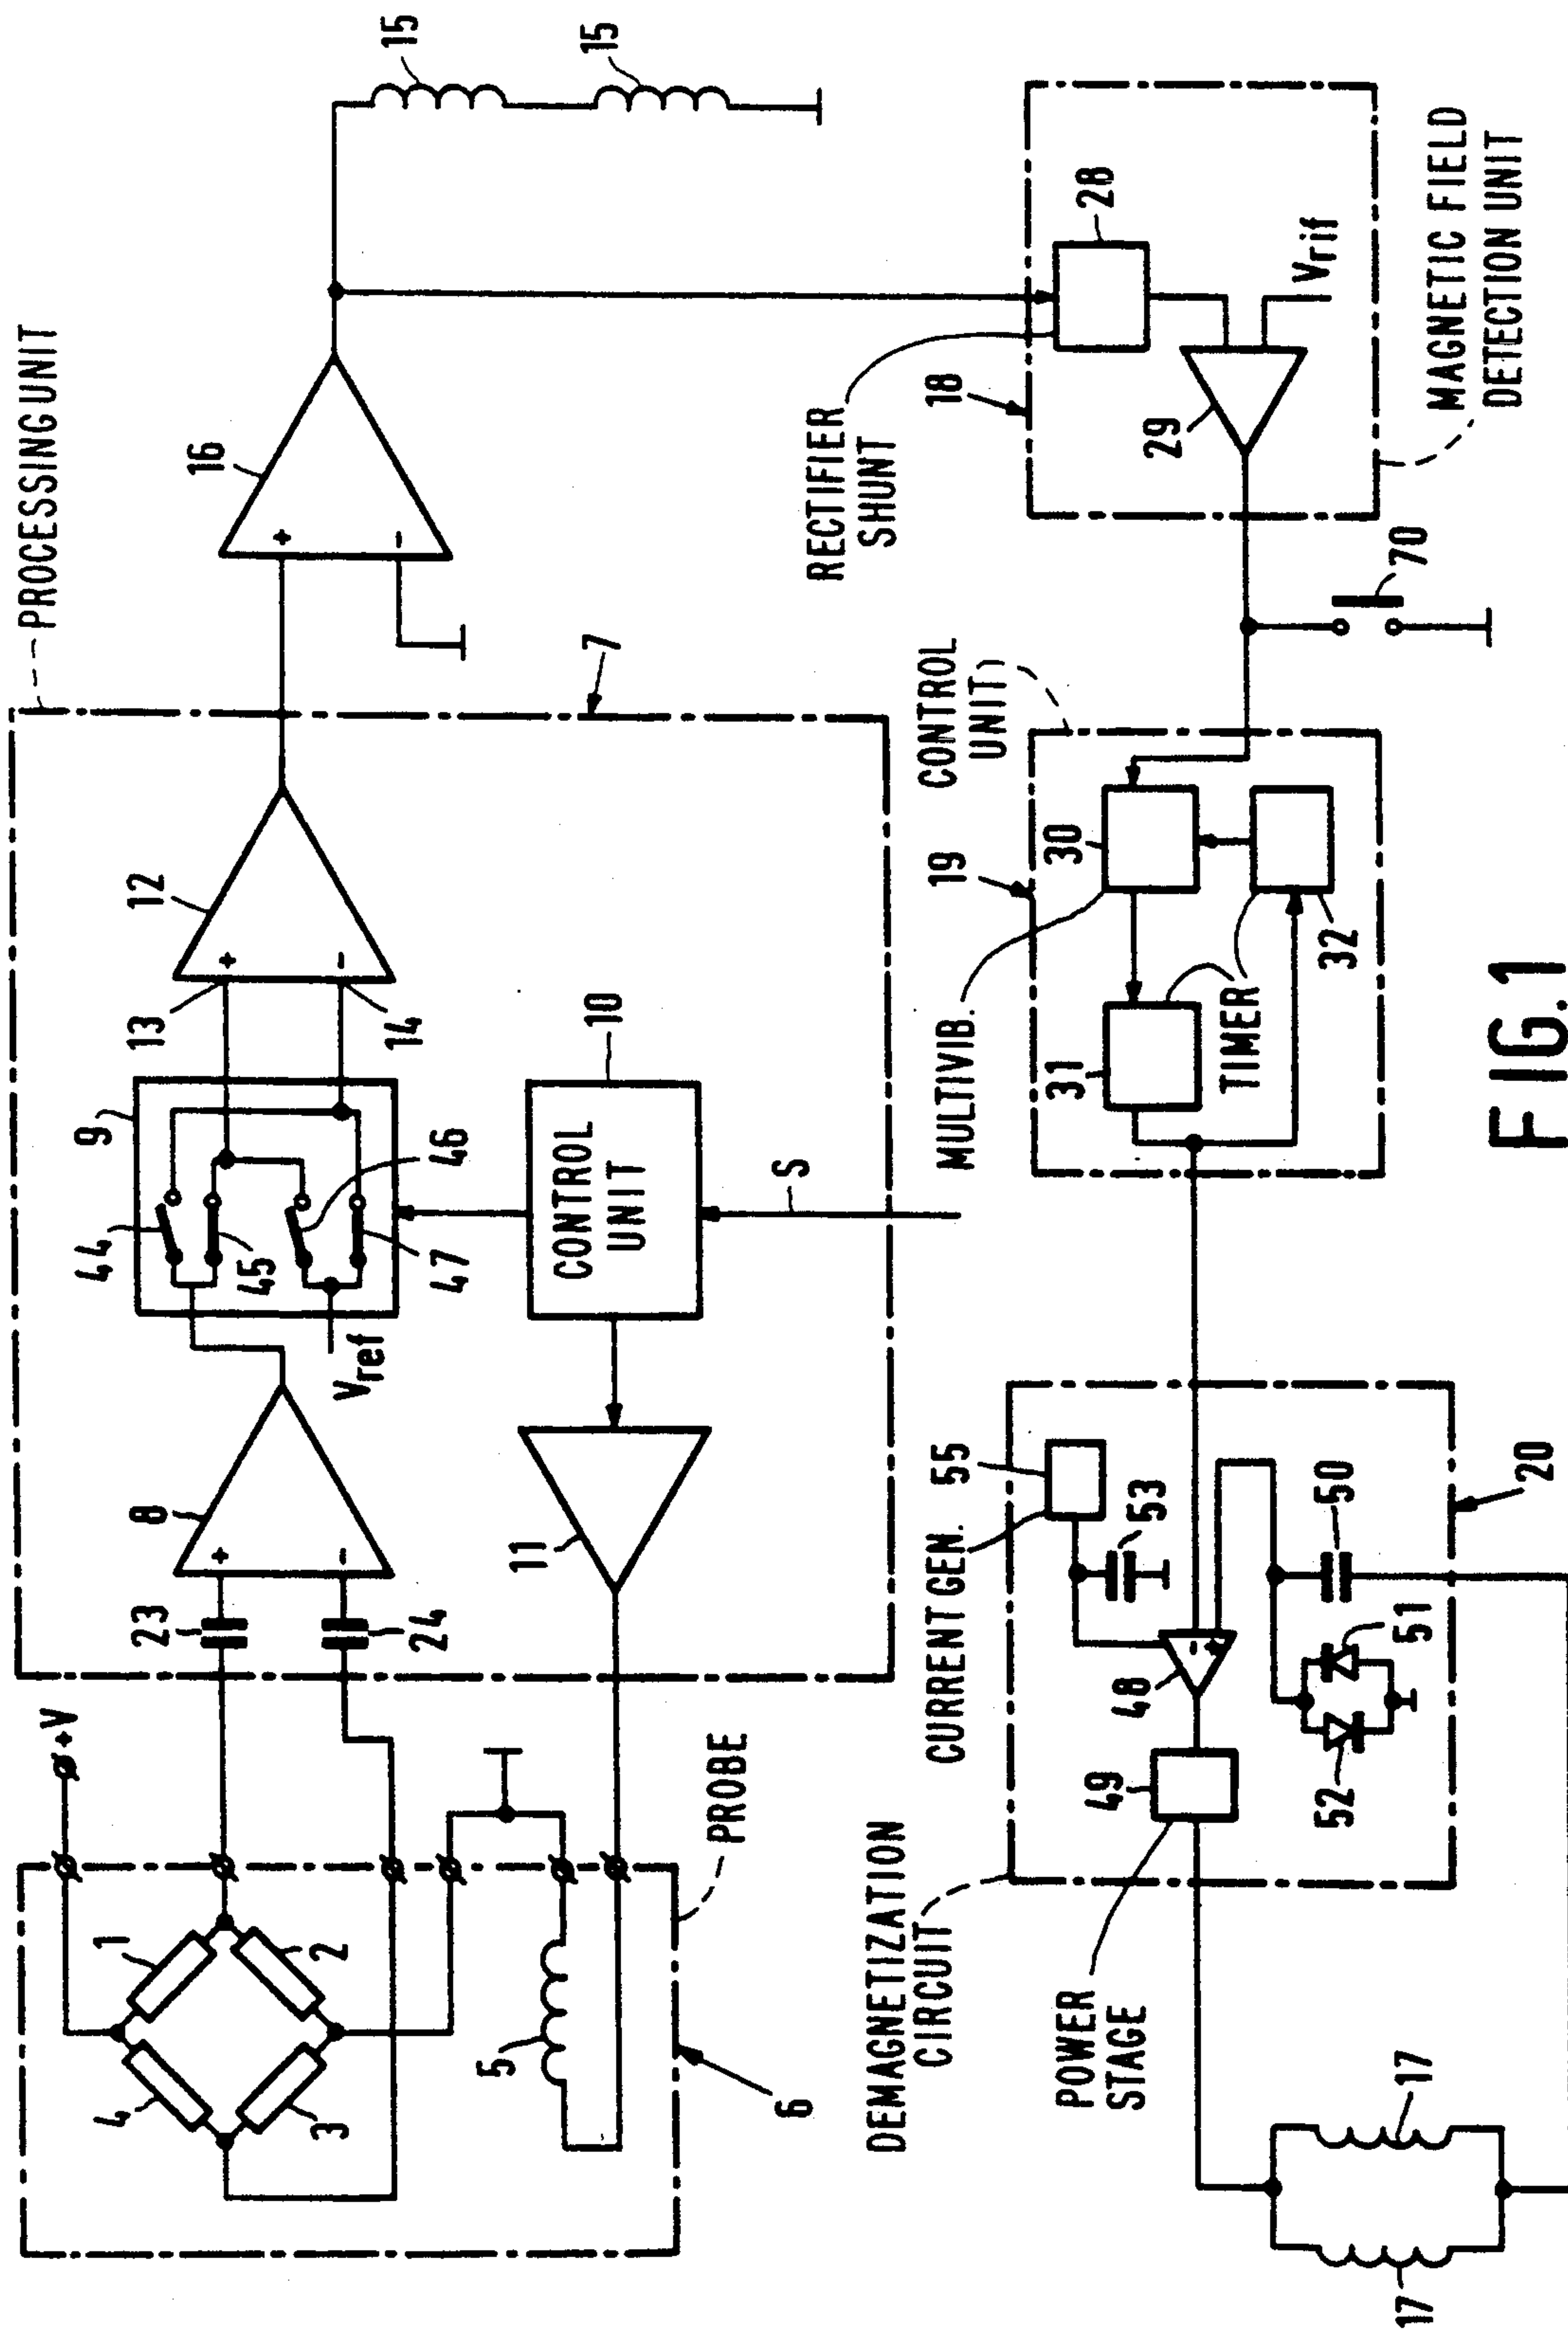 PROCESSING UNIT
15
15
16
+
-
7
12
+
-
13
14
9
44
45
46
47
Vref
10
CONTROL
UNIT
S
8
+
-
23
24
11
+V
1
2
3
4
5
6
PROBE
RECTIFIER
SHUNT
18
28
29
Vrif
MAGNETIC FIELD
DETECTION UNIT
70
CONTROL
UNIT
19
30
31
32
MULTIVIB.
TIMER
CURRENT GEN.
55
53
50
51
52
48
-
+
49
20
DEMAGNETIZATION
CIRCUIT
POWER
STAGE
17
17
FIG.1